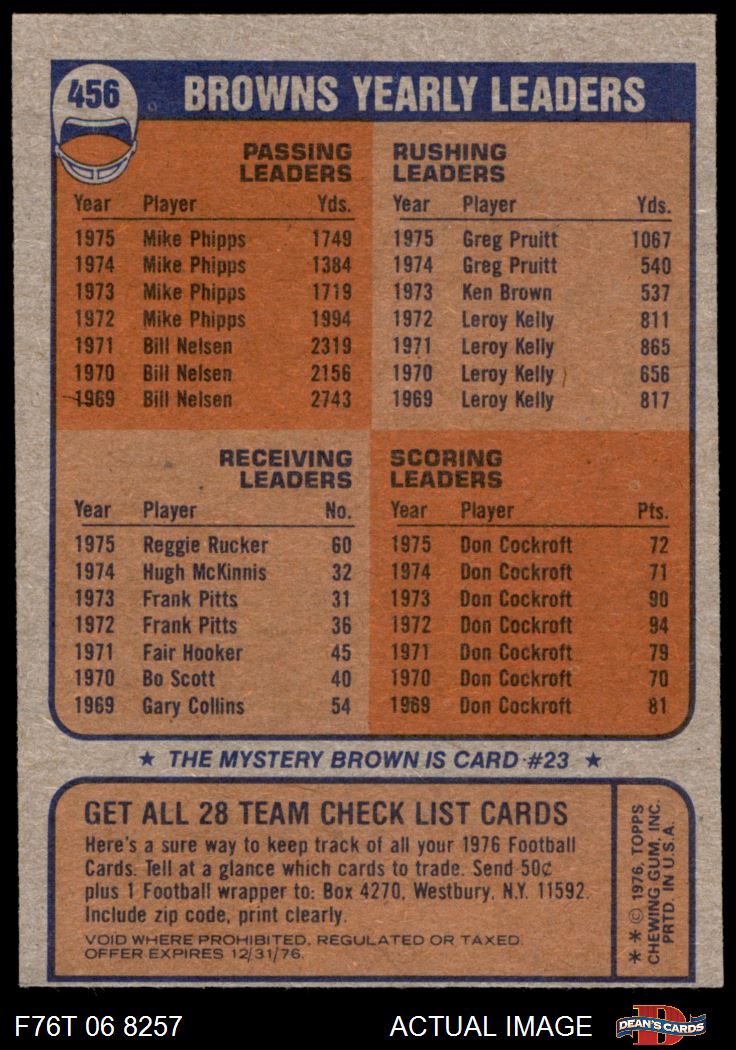 456
BROWNS YEARLY LEADERS
PASSING
LEADERS
Year Player Yds.
1975 Mike Phipps 1749
1974 Mike Phipps 1384
1973 Mike Phipps 1719
1972 Mike Phipps 1994
1971 Bill Nelsen 2319
1970 Bill Nelsen 2156
1969 Bill Nelsen 2743
RUSHING
LEADERS
Year Player Yds.
1975 Greg Pruitt 1067
1974 Greg Pruitt 540
1973 Ken Brown 537
1972 Leroy Kelly 811
1971 Leroy Kelly 865
1970 Leroy Kelly 656
1969 Leroy Kelly 817
RECEIVING
LEADERS
Year Player No.
1975 Reggie Rucker 60
1974 Hugh McKinnis 32
1973 Frank Pitts 31
1972 Frank Pitts 36
1971 Fair Hooker 45
1970 Bo Scott 40
1969 Gary Collins 54
SCORING
LEADERS
Year Player Pts.
1975 Don Cockroft 72
1974 Don Cockroft 71
1973 Don Cockroft 90
1972 Don Cockroft 94
1971 Don Cockroft 79
1970 Don Cockroft 70
1969 Don Cockroft 81
★ THE MYSTERY BROWN IS CARD #23 ★
GET ALL 28 TEAM CHECK LIST CARDS
Here's a sure way to keep track of all your 1976 Football
Cards. Tell at a glance which cards to trade. Send 50¢
plus 1 Football wrapper to: Box 4270, Westbury, N.Y. 11592.
Include zip code, print clearly.
VOID WHERE PROHIBITED, REGULATED OR TAXED.
OFFER EXPIRES 12/31/76.
* * © 1976, TOPPS
CHEWING GUM, INC.
PRTD. IN U.S.A.
F76T 06 8257
ACTUAL IMAGE
D
DEAN'S CARDS